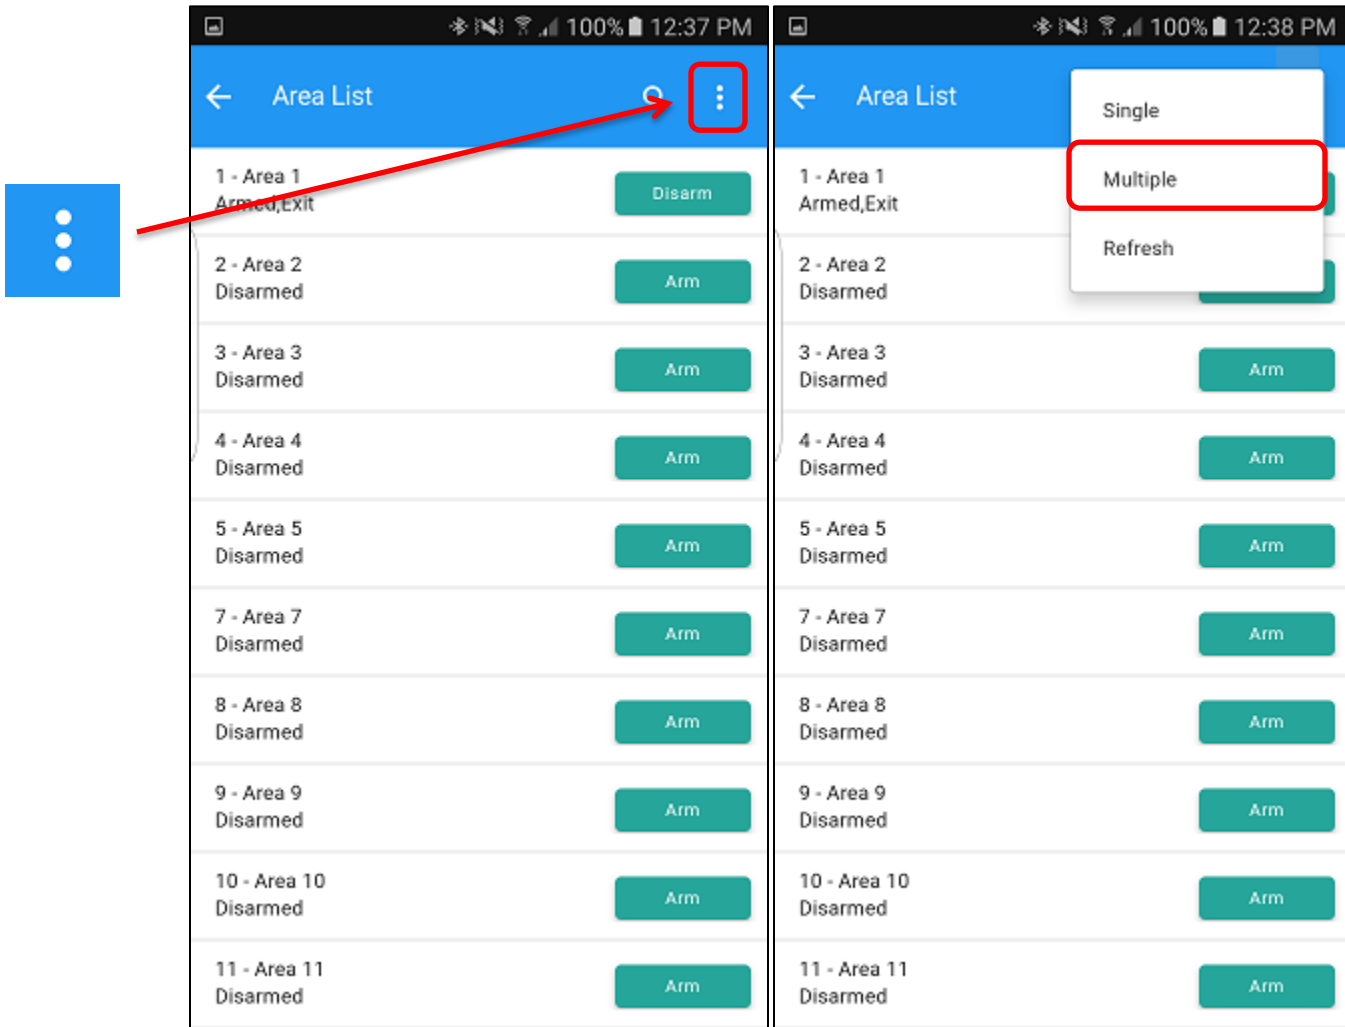 100% 12:37 PM
Area List
1 - Area 1
Armed,Exit
Disarm
2 - Area 2
Disarmed
Arm
3 - Area 3
Disarmed
Arm
4 - Area 4
Disarmed
Arm
5 - Area 5
Disarmed
Arm
7 - Area 7
Disarmed
Arm
8 - Area 8
Disarmed
Arm
9 - Area 9
Disarmed
Arm
10 - Area 10
Disarmed
Arm
11 - Area 11
Disarmed
Arm
100% 12:38 PM
Area List
Single
Multiple
Refresh
1 - Area 1
Armed,Exit
2 - Area 2
Disarmed
3 - Area 3
Disarmed
Arm
4 - Area 4
Disarmed
Arm
5 - Area 5
Disarmed
Arm
7 - Area 7
Disarmed
Arm
8 - Area 8
Disarmed
Arm
9 - Area 9
Disarmed
Arm
10 - Area 10
Disarmed
Arm
11 - Area 11
Disarmed
Arm